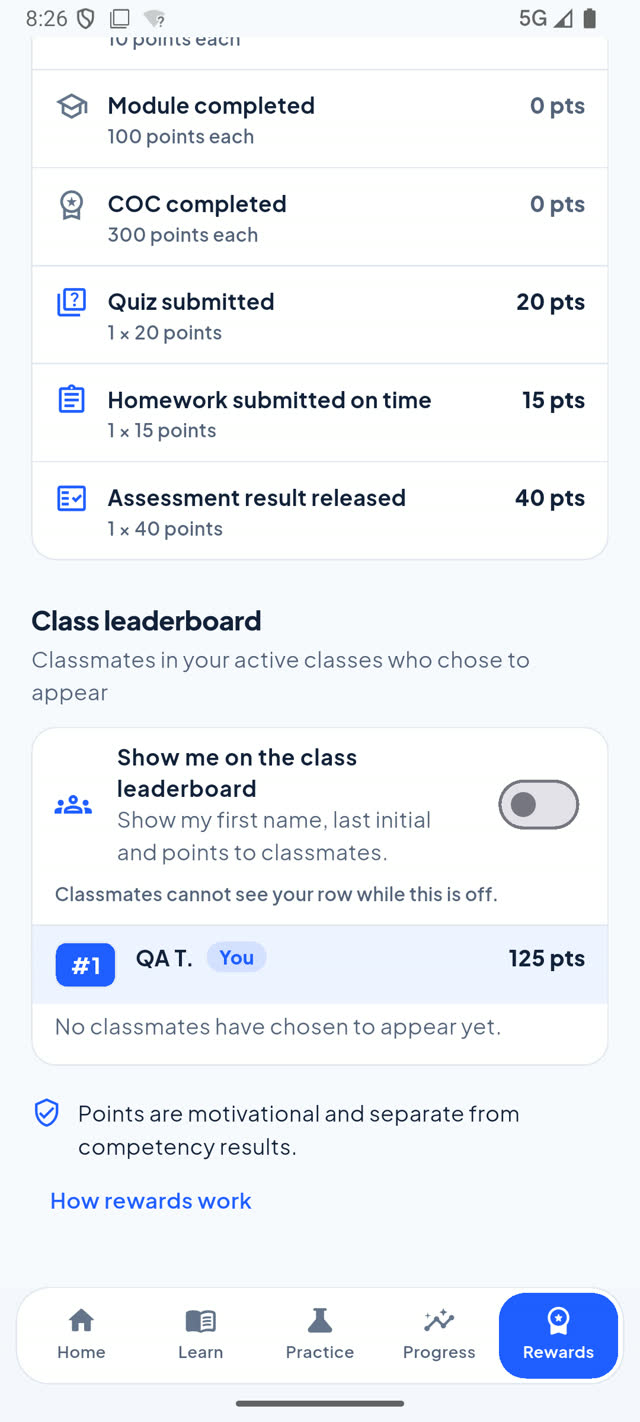 8:26
5G
10 points each
Module completed
0 pts
100 points each
COC completed
0 pts
300 points each
Quiz submitted
20 pts
1 × 20 points
Homework submitted on time
15 pts
1 × 15 points
Assessment result released
40 pts
1 × 40 points
Class leaderboard
Classmates in your active classes who chose to
appear
Show me on the class
leaderboard
Show my first name, last initial
and points to classmates.
Classmates cannot see your row while this is off.
#1
QA T.
You
125 pts
No classmates have chosen to appear yet.
Points are motivational and separate from
competency results.
How rewards work
Home
Learn
Practice
Progress
Rewards